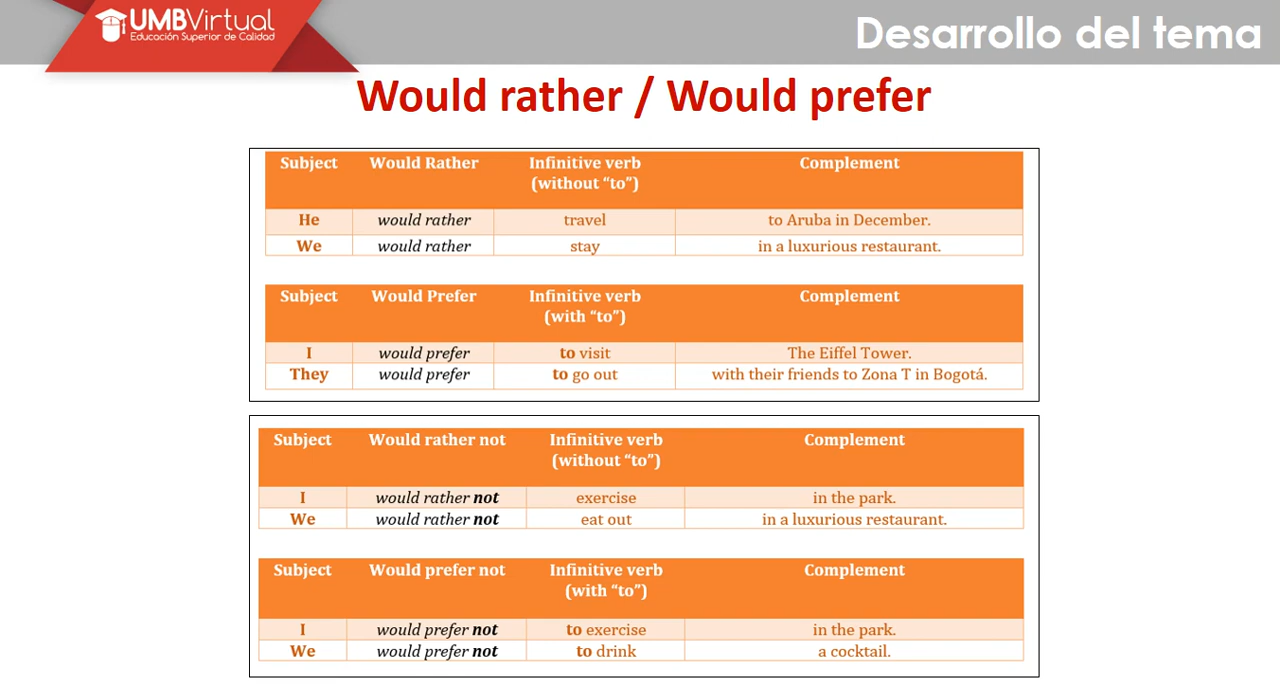 UMBVirtual
Educación Superior de Calidad
Desarrollo del tema
Would rather / Would prefer
Subject Would Rather Infinitive verb Complement
(without “to”)
He would rather travel to Aruba in December.
We would rather stay in a luxurious restaurant.
Subject Would Prefer Infinitive verb Complement
(with “to”)
I would prefer to visit The Eiffel Tower.
They would prefer to go out with their friends to Zona T in Bogotá.
Subject Would rather not Infinitive verb Complement
(without “to”)
I would rather not exercise in the park.
We would rather not eat out in a luxurious restaurant.
Subject Would prefer not Infinitive verb Complement
(with “to”)
I would prefer not to exercise in the park.
We would prefer not to drink a cocktail.